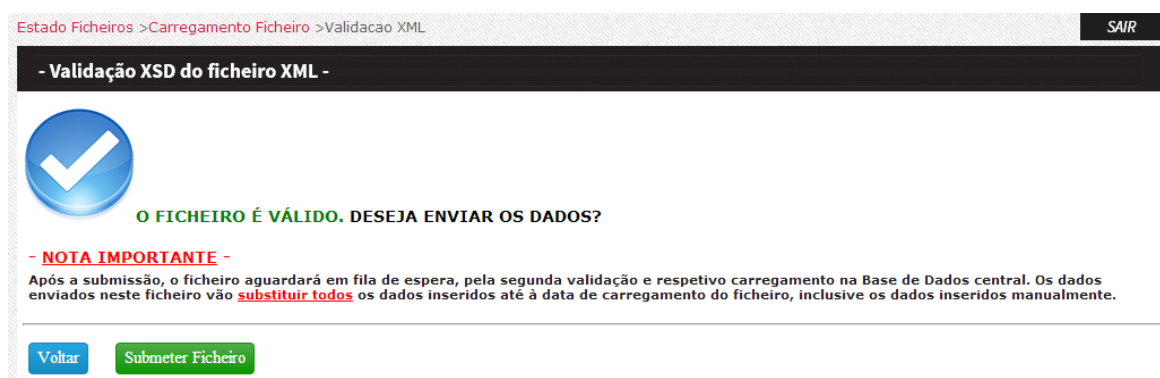 Estado Ficheiros >Carregamento Ficheiro >Validacao XML
SAIR
- Validação XSD do ficheiro XML -
O FICHEIRO É VÁLIDO. DESEJA ENVIAR OS DADOS?
- NOTA IMPORTANTE -
Após a submissão, o ficheiro aguardará em fila de espera, pela segunda validação e respetivo carregamento na Base de Dados central. Os dados
enviados neste ficheiro vão substituir todos os dados inseridos até à data de carregamento do ficheiro, inclusive os dados inseridos manualmente.
Voltar
Submeter Ficheiro